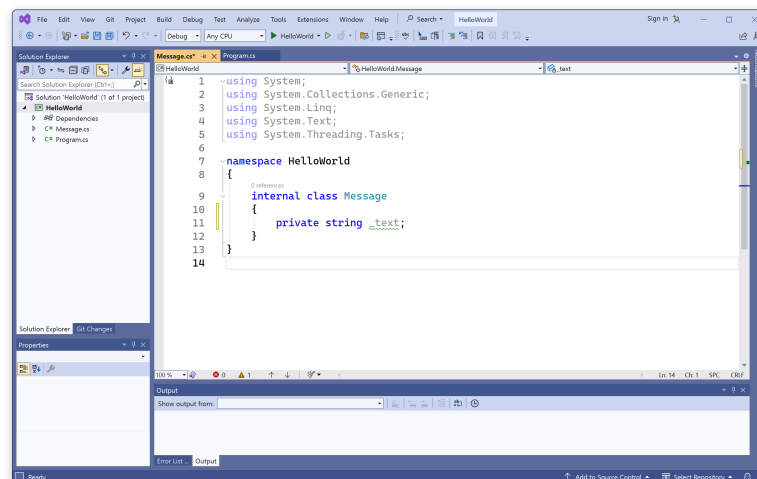 File Edit View Git Project Build Debug Test Analyze Tools Extensions Window Help Search HelloWorld Sign in
Debug Any CPU HelloWorld
Solution Explorer
Search Solution Explorer (Ctrl+;)
Solution 'HelloWorld' (1 of 1 project)
HelloWorld
Dependencies
C# Message.cs
C# Program.cs
Solution Explorer Git Changes
Properties
Message.cs* Program.cs
HelloWorld HelloWorld.Message _text
1 using System;
2 using System.Collections.Generic;
3 using System.Linq;
4 using System.Text;
5 using System.Threading.Tasks;
6
7 namespace HelloWorld
8 {
0 references
9 internal class Message
10 {
11 private string _text;
12 }
13 }
14
100 % 0 1 Ln: 14 Ch: 1 SPC CRLF
Output
Show output from:
Error List ... Output
Ready Add to Source Control Select Repository